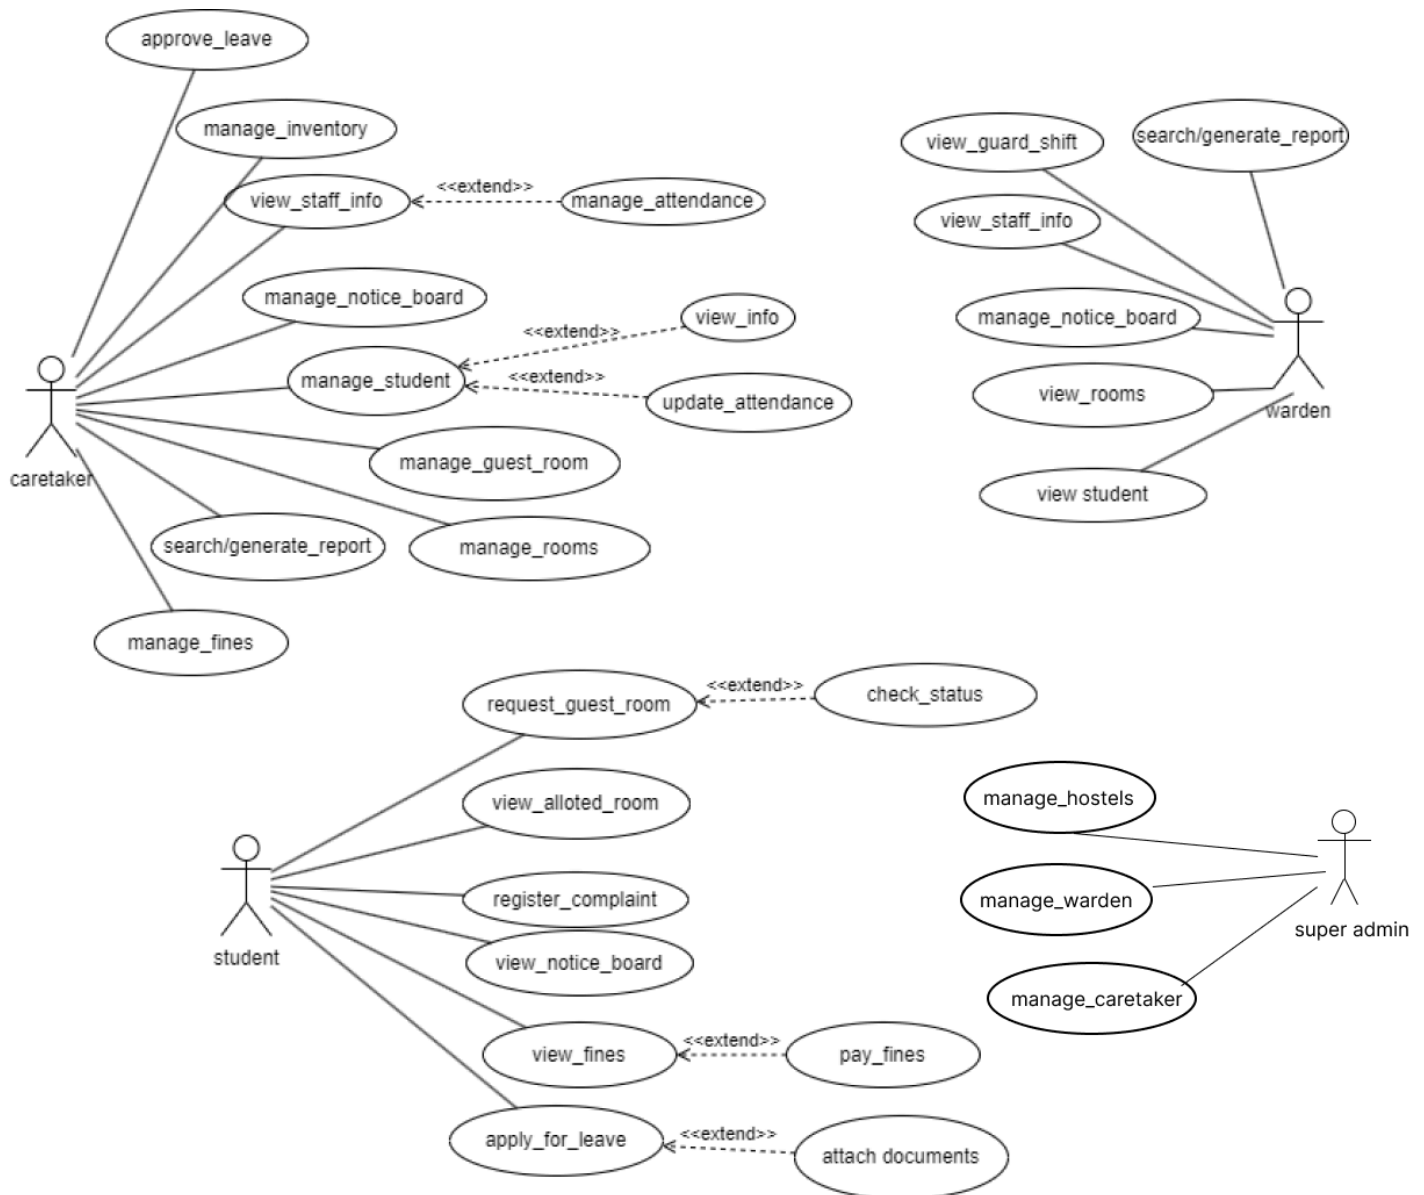 approve_leave
manage_inventory
view_staff_info
<<extend>>
manage_attendance
manage_notice_board
<<extend>>
view_info
manage_student
<<extend>>
update_attendance
caretaker
manage_guest_room
search/generate_report
manage_rooms
manage_fines
view_guard_shift
search/generate_report
view_staff_info
manage_notice_board
view_rooms
warden
view student
request_guest_room
<<extend>>
check_status
view_alloted_room
register_complaint
student
view_notice_board
view_fines
<<extend>>
pay_fines
apply_for_leave
<<extend>>
attach documents
manage_hostels
manage_warden
super admin
manage_caretaker